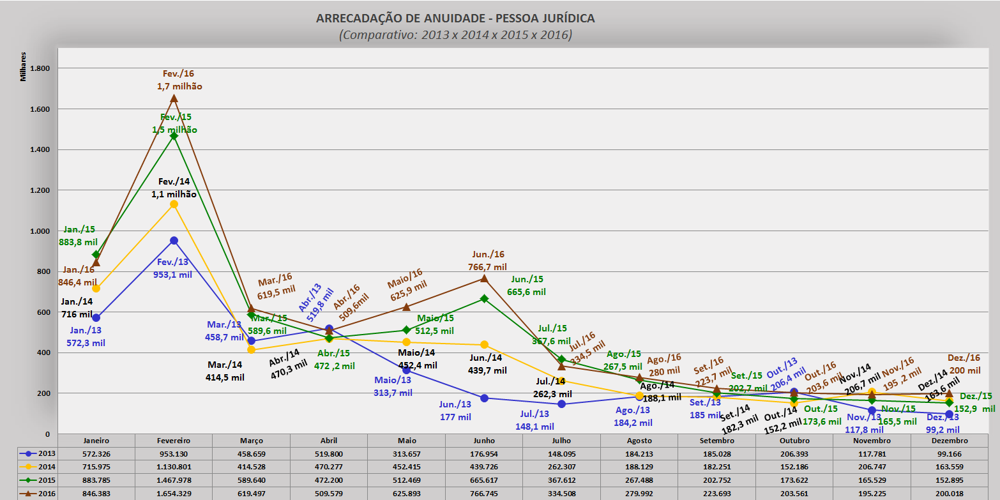 ARRECADAÇÃO DE ANUIDADE - PESSOA JURÍDICA
(Comparativo: 2013 x 2014 x 2015 x 2016)
Milhares
1.800
1.600
1.400
1.200
1.000
800
600
400
200
0
Jan./15
883,8 mil
Jan./16
846,4 mil
Jan./14
716 mil
Jan./13
572,3 mil
Fev./16
1,7 milhão
Fev./15
1,5 milhão
Fev./14
1,1 milhão
Fev./13
953,1 mil
Mar./16
619,5 mil
Mar./15
589,6 mil
Mar./13
458,7 mil
Mar./14
414,5 mil
Abr./13
519,8 mil
Abr./16
509,6mil
Abr./14
470,3 mil
Abr./15
472 ,2 mil
Maio/16
625,9 mil
Maio/15
512,5 mil
Maio/14
452,4 mil
Maio/13
313,7 mil
Jun./16
766,7 mil
Jun./15
665,6 mil
Jun./14
439,7 mil
Jun./13
177 mil
Jul./15
367,6 mil
Jul./16
334,5 mil
Jul./14
262,3 mil
Jul./13
148,1 mil
Ago./15
267,5 mil
Ago./16
280 mil
Ago./14
188,1 mil
Ago./13
184,2 mil
Set./16
223,7 mil
Set./15
202,7 mil
Set./13
185 mil
Set./14
182,3 mil
Out./13
206,4 mil
Out./16
203,6 mil
Out./14
152,2 mil
Out./15
173,6 mil
Nov./14
206,7 mil
Nov./16
195 ,2 mil
Nov./15
165,5 mil
Nov./13
117,8 mil
Dez./16
200 mil
Dez./14
163,6 mil
Dez./15
152,9 mil
Dez./13
99,2 mil
Janeiro Fevereiro Março Abril Maio Junho Julho Agosto Setembro Outubro Novembro Dezembro
2013 572.326 953.130 458.659 519.800 313.657 176.954 148.095 184.213 185.028 206.393 117.781 99.166
2014 715.975 1.130.801 414.528 470.277 452.415 439.726 262.307 188.129 182.251 152.186 206.747 163.559
2015 883.785 1.467.978 589.640 472.200 512.469 665.617 367.612 267.488 202.752 173.622 165.529 152.895
2016 846.383 1.654.329 619.497 509.579 625.893 766.745 334.508 279.992 223.693 203.561 195.225 200.018